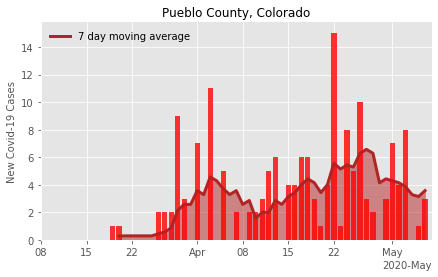 Pueblo County, Colorado
7 day moving average
New Covid-19 Cases
14
12
10
8
6
4
2
0
08 15 22 Apr 08 15 22 May
2020-May